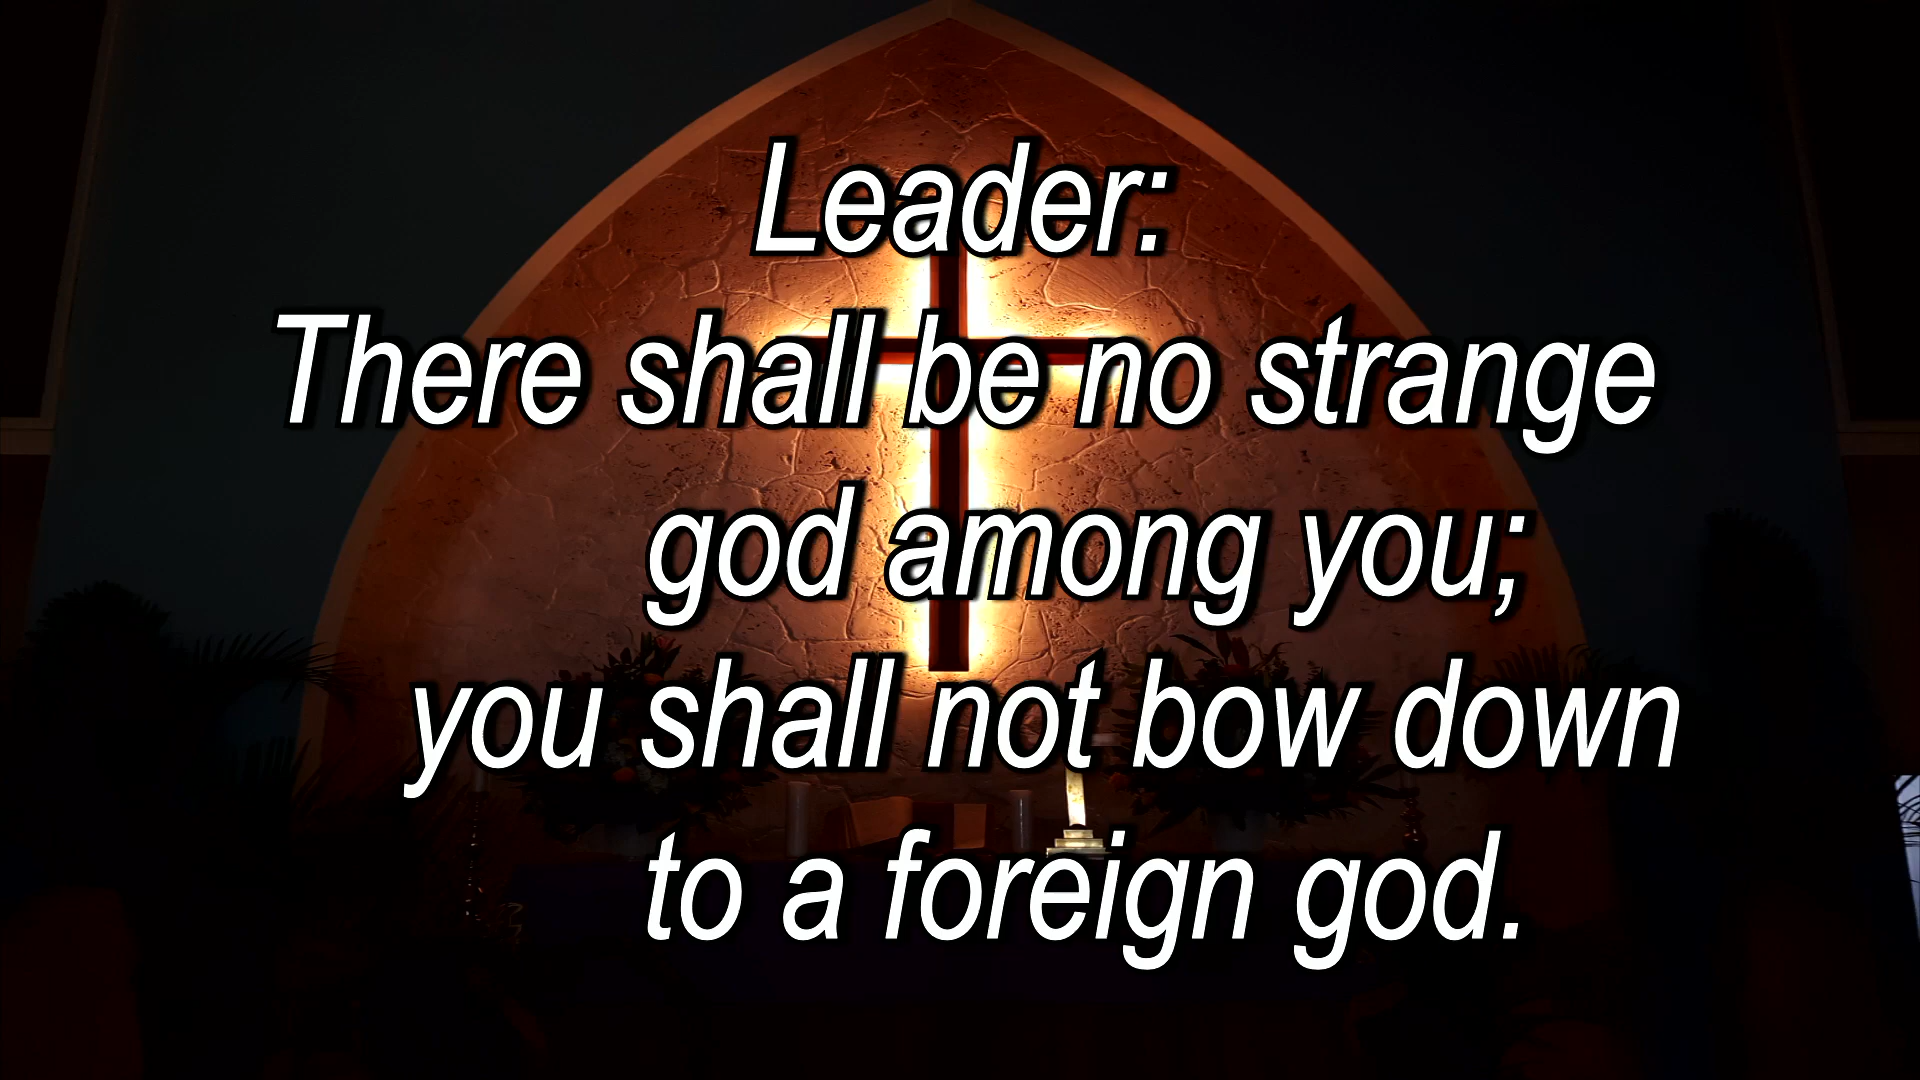 Leader:
There shall be no strange
god among you;
you shall not bow down
to a foreign god.